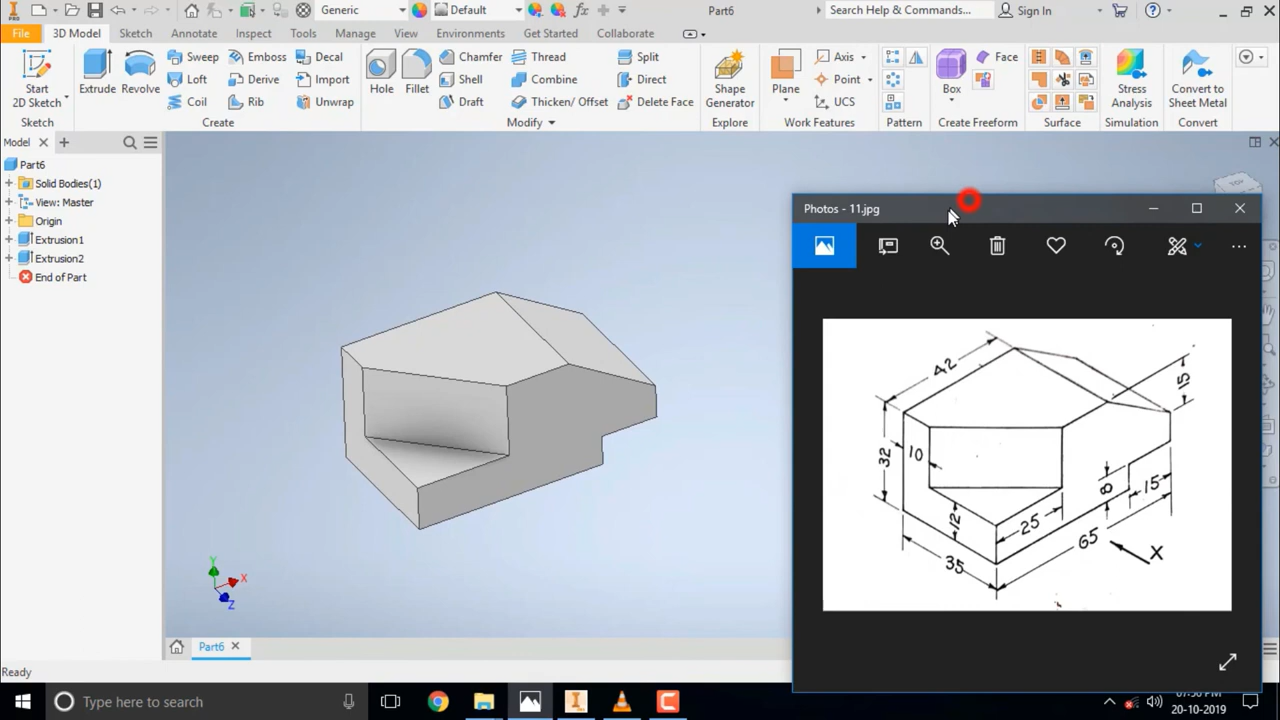 PRO
Generic
Default
Part6
Search Help & Commands...
Sign In
File
3D Model
Sketch
Annotate
Inspect
Tools
Manage
View
Environments
Get Started
Collaborate
Start
2D Sketch
Extrude
Revolve
Sweep
Loft
Coil
Emboss
Derive
Rib
Decal
Import
Unwrap
Hole
Fillet
Chamfer
Shell
Draft
Thread
Combine
Thicken/ Offset
Split
Direct
Delete Face
Shape
Generator
Plane
Axis
Point
UCS
Box
Face
Stress
Analysis
Convert to
Sheet Metal
Sketch
Create
Modify
Explore
Work Features
Pattern
Create Freeform
Surface
Simulation
Convert
Model
Part6
Solid Bodies(1)
View: Master
Origin
Extrusion1
Extrusion2
End of Part
TOP
Photos - 11.jpg
42
15
32
10
8
15
12
25
65
35
X
Y
X
Z
Part6
Ready
Type here to search
20-10-2019